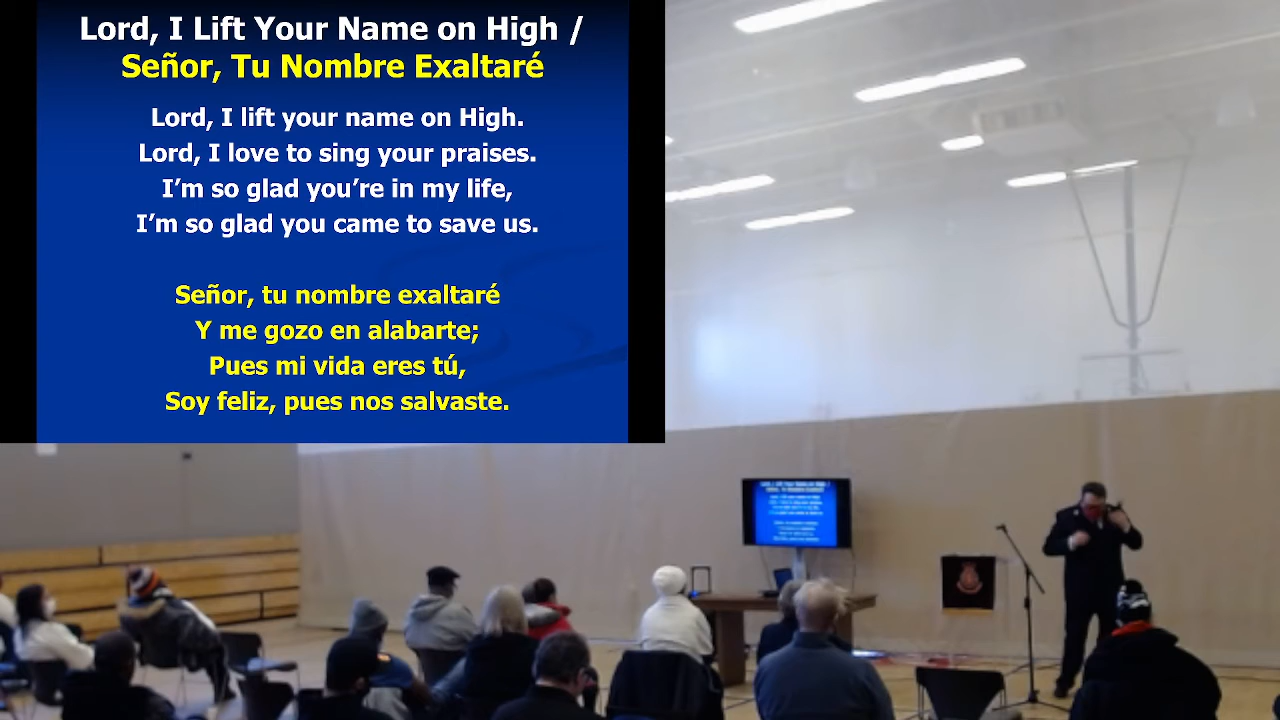 Lord, I Lift Your Name on High /
Señor, Tu Nombre Exaltaré
Lord, I lift your name on High.
Lord, I love to sing your praises.
I’m so glad you’re in my life,
I’m so glad you came to save us.
Señor, tu nombre exaltaré
Y me gozo en alabarte;
Pues mi vida eres tú,
Soy feliz, pues nos salvaste.